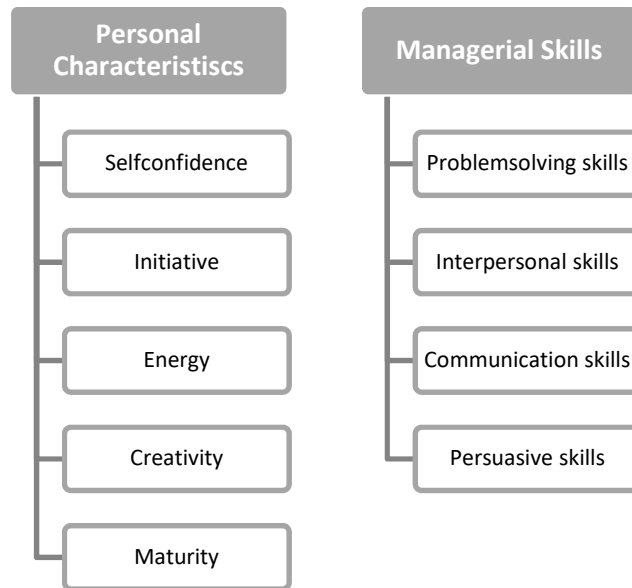 Personal
Characteristiscs
Selfconfidence
Initiative
Energy
Creativity
Maturity
Managerial Skills
Problemsolving skills
Interpersonal skills
Communication skills
Persuasive skills